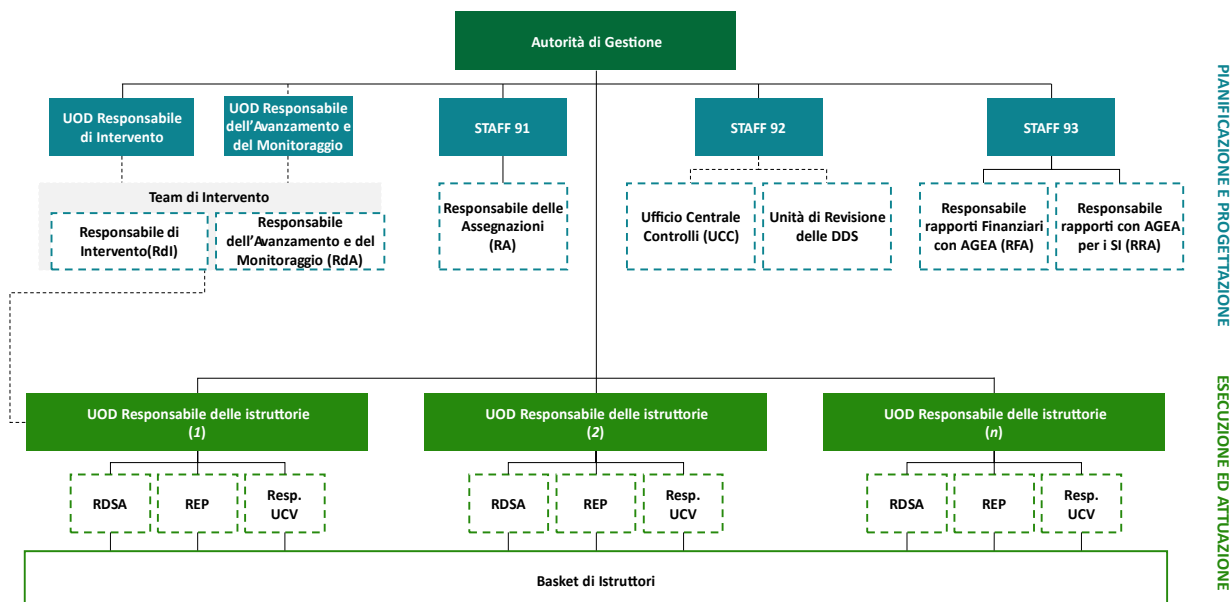 Autorità di Gestione
UOD Responsabile
di Intervento
UOD Responsabile
dell'Avanzamento e
del Monitoraggio
STAFF 91
STAFF 92
STAFF 93
Team di Intervento
Responsabile di
Intervento(RdI)
Responsabile
dell'Avanzamento e del
Monitoraggio (RdA)
Responsabile delle
Assegnazioni
(RA)
Ufficio Centrale
Controlli (UCC)
Unità di Revisione
delle DDS
Responsabile
rapporti Finanziari
con AGEA (RFA)
Responsabile
rapporti con AGEA
per i SI (RRA)
PIANIFICAZIONE E PROGETTAZIONE
UOD Responsabile delle istruttorie
(1)
UOD Responsabile delle istruttorie
(2)
UOD Responsabile delle istruttorie
(n)
RDSA
REP
Resp.
UCV
RDSA
REP
Resp.
UCV
RDSA
REP
Resp.
UCV
Basket di Istruttori
ESECUZIONE ED ATTUAZIONE